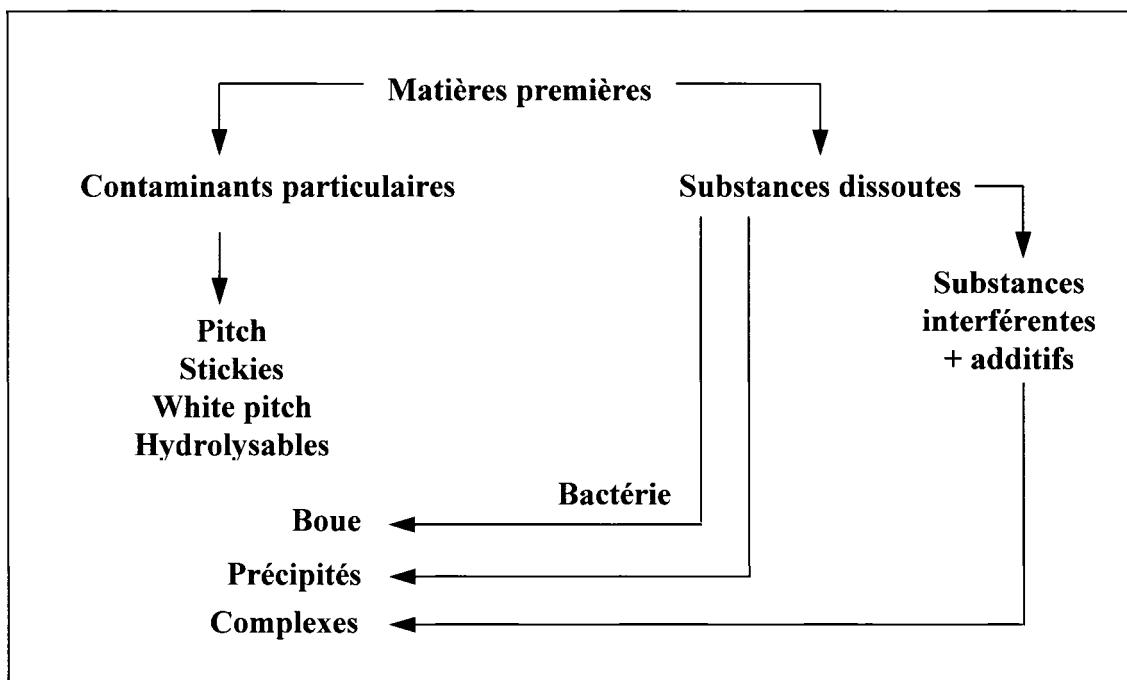 Matières premières
Contaminants particulaires
Substances dissoutes
Substances
interférentes
+ additifs
Pitch
Stickies
White pitch
Hydrolysables
Bactérie
Boue
Précipités
Complexes